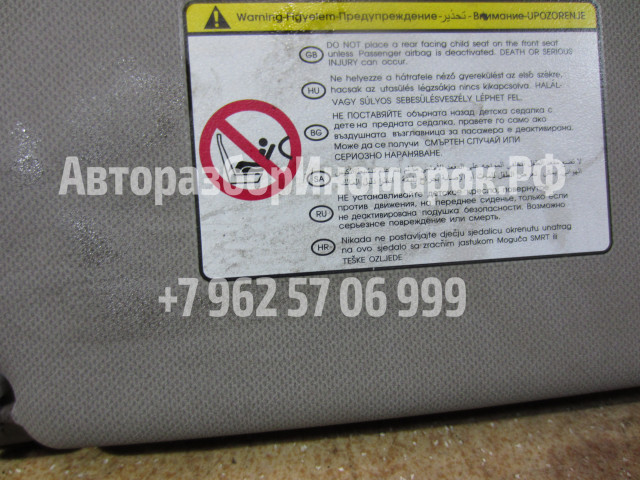 Warning-Figyelem-Предупреждение-تحذير-Внимание-UPOZORENJE
GB
DO NOT place a rear facing child seat on the front seat
unless Passenger airbag is deactivated. DEATH OR SERIOUS
INJURY can occur.
HU
Ne helyezze a hátrafele néző gyerekülést az első székre,
hacsak az utasülés légzsákja nincs kikapcsolva. HALÁL-
VAGY SÚLYOS SEBESÜLÉSVESZÉLY LÉPHET FEL.
BG
НЕ ПОСТАВЯЙТЕ обърната назад детска седалка с
дете на предната седалка, правете го само ако
въздушната възглавница за пасажера е деактивирана.
Може да се получи СМЪРТЕН СЛУЧАЙ ИЛИ
СЕРИОЗНО НАРАНЯВАНЕ.
SA
АвторазборИномарок.РФ
RU
НЕ УСТАНАВЛИВАЙТЕ детское кресло, повернутое
против движения, на переднее сиденье, только если
не деактивирована подушка безопасности. Возможно
серьезное повреждение или смерть.
HR
Nikada ne postavljajte dječju sjedalicu okrenutu unatrag
na ovo sjedalo sa zračnim jastukom Moguća SMRT ili
TEŠKE OZLJEDE
+7 962 57 06 999